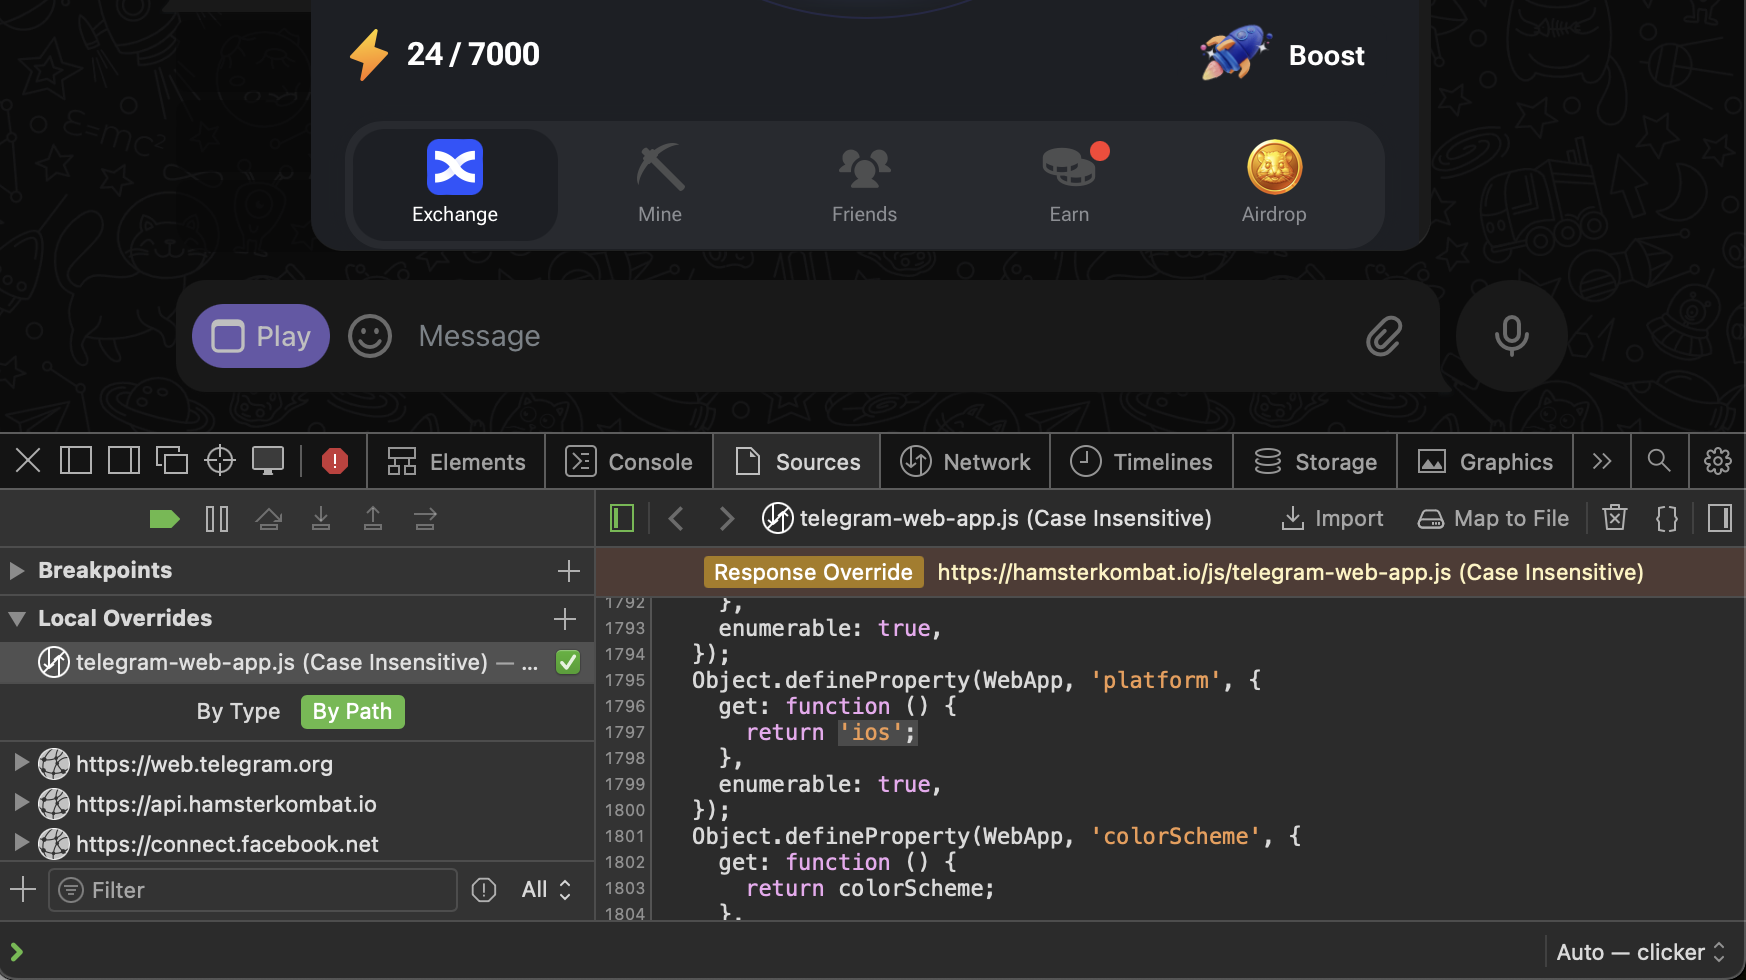 24 / 7000
Boost
Exchange
Mine
Friends
Earn
Airdrop
E=mc²
Play
Message
Elements
Console
Sources
Network
Timelines
Storage
Graphics
telegram-web-app.js (Case Insensitive)
Import
Map to File
Breakpoints
Local Overrides
telegram-web-app.js (Case Insensitive) — ...
By Type
By Path
https://web.telegram.org
https://api.hamsterkombat.io
https://connect.facebook.net
Filter
All
Response Override https://hamsterkombat.io/js/telegram-web-app.js (Case Insensitive)
1792 },
1793 enumerable: true,
1794 });
1795 Object.defineProperty(WebApp, 'platform', {
1796 get: function () {
1797 return 'ios';
1798 },
1799 enumerable: true,
1800 });
1801 Object.defineProperty(WebApp, 'colorScheme', {
1802 get: function () {
1803 return colorScheme;
1804 },
Auto — clicker